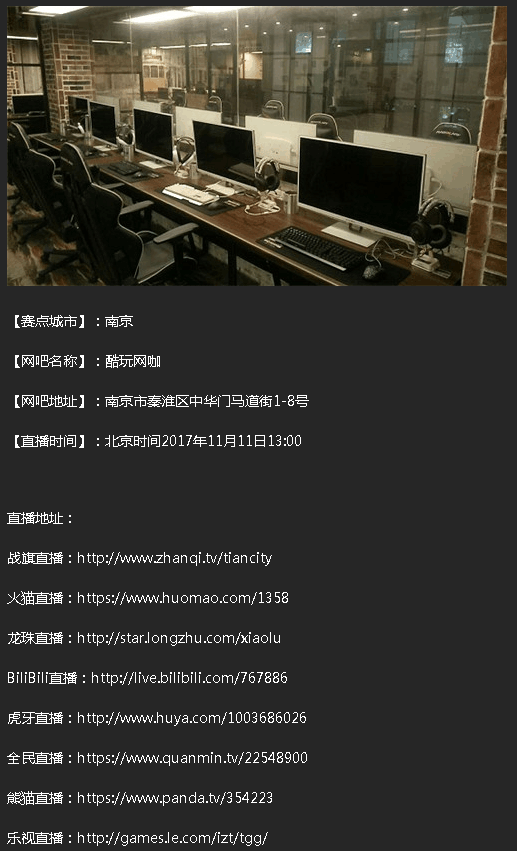 【赛点城市】：南京
【网吧名称】：酷玩网咖
【网吧地址】：南京市秦淮区中华门马道街1-8号
【直播时间】：北京时间2017年11月11日13:00
直播地址：
战旗直播：http://www.zhanqi.tv/tiancity
火猫直播：https://www.huomao.com/1358
龙珠直播：http://star.longzhu.com/xiaolu
BiliBili直播：http://live.bilibili.com/767886
虎牙直播：http://www.huya.com/1003686026
全民直播：https://www.quanmin.tv/22548900
熊猫直播：https://www.panda.tv/354223
乐视直播：http://games.le.com/izt/tgg/